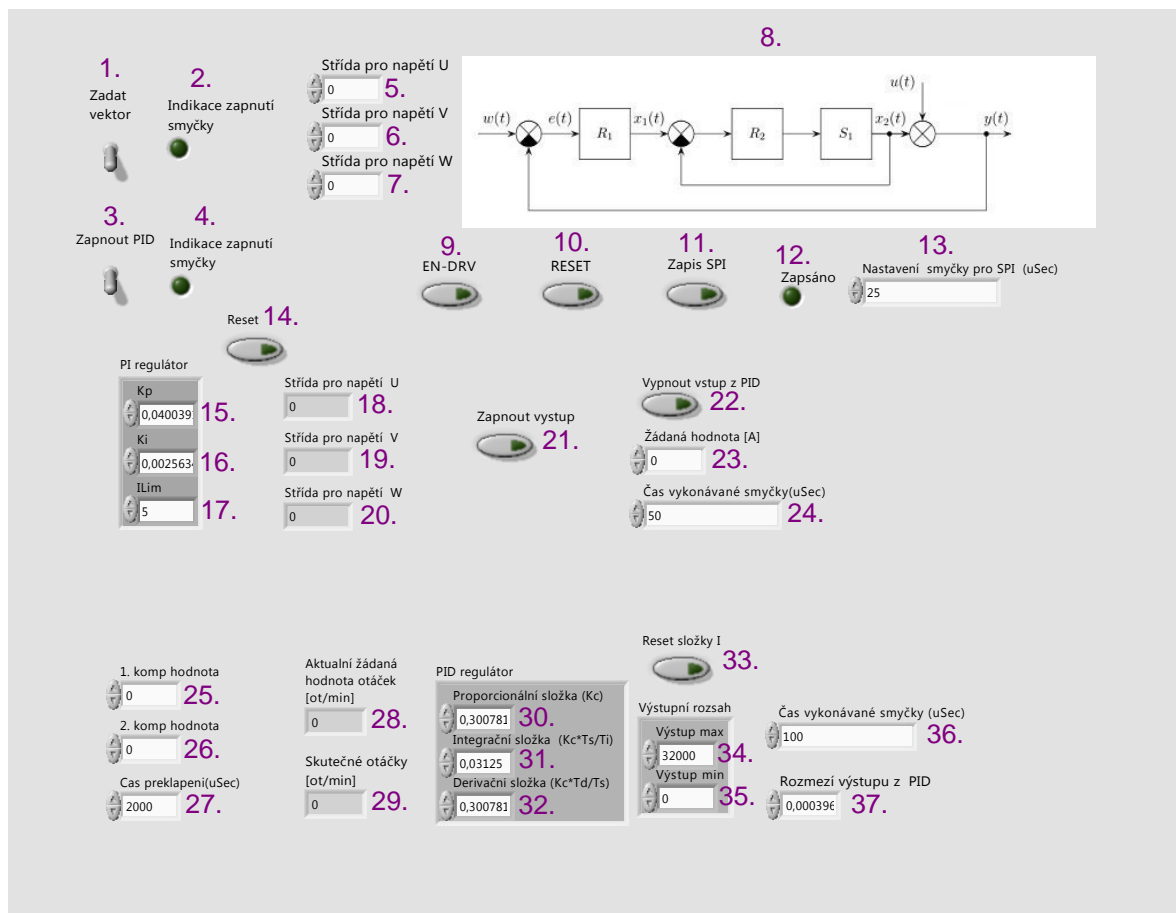 8.
1.
Zadat
vektor
2.
Indikace zapnutí
smyčky
Střída pro napětí U
0
5.
Střída pro napětí V
0
6.
Střída pro napětí W
0
7.
w(t)
e(t)
R₁
x₁(t)
R₂
S₁
x₂(t)
u(t)
y(t)
3.
Zapnout PID
4.
Indikace zapnutí
smyčky
9.
EN-DRV
10.
RESET
11.
Zapis SPI
12.
Zapsáno
13.
Nastavení smyčky pro SPI (uSec)
25
Reset 14.
PI regulátor
Kp
0,040039
15.
Ki
0,002563
16.
ILim
5
17.
Střída pro napětí U
0
18.
Střída pro napětí V
0
19.
Střída pro napětí W
0
20.
Zapnout vystup
21.
Vypnout vstup z PID
22.
Žádaná hodnota [A]
0
23.
Čas vykonávané smyčky(uSec)
50
24.
1. komp hodnota
0
25.
2. komp hodnota
0
26.
Cas preklapeni(uSec)
2000
27.
Aktualní žádaná
hodnota otáček
[ot/min]
0
28.
Skutečné otáčky
[ot/min]
0
29.
PID regulátor
Proporcionální složka (Kc)
0,300781
30.
Integrační složka (Kc*Ts/Ti)
0,03125
31.
Derivační složka (Kc*Td/Ts)
0,300781
32.
Reset složky I
33.
Výstupní rozsah
Výstup max
32000
34.
Výstup min
0
35.
Čas vykonávané smyčky (uSec)
100
36.
Rozmezí výstupu z PID
0,000396
37.